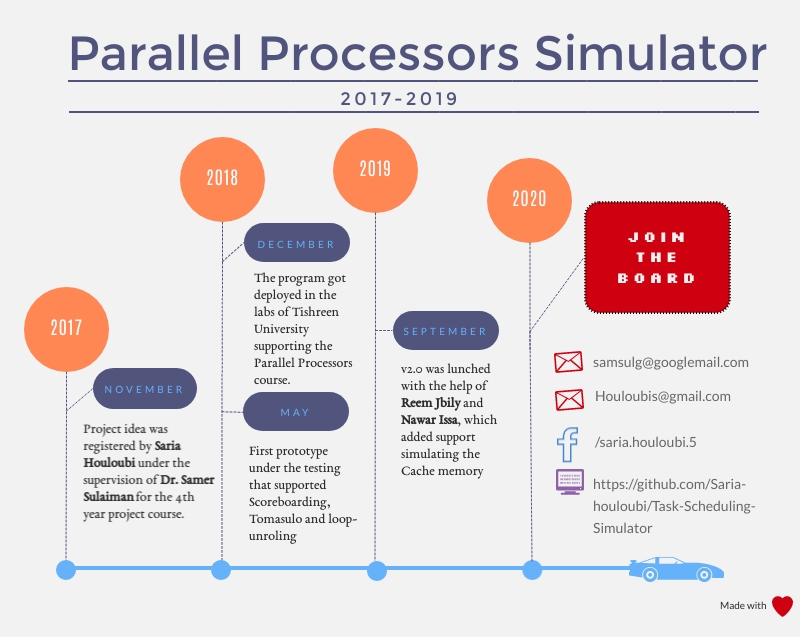 Parallel Processors Simulator
2017-2019
2017
NOVEMBER
Project idea was
registered by Saria
Houloubi under the
supervision of Dr. Samer
Sulaiman for the 4th
year project course.
2018
DECEMBER
The program got
deployed in the
labs of Tishreen
University
supporting the
Parallel Processors
course.
MAY
First prototype
under the testing
that supported
Scoreboarding,
Tomasulo and loop-
unroling
2019
SEPTEMBER
v2.0 was lunched
with the help of
Reem Jbily and
Nawar Issa, which
added support
simulating the
Cache memory
2020
JOIN
THE
BOARD
samsulg@googlemail.com
Houloubis@gmail.com
/saria.houloubi.5
https://github.com/Saria-
houloubi/Task-Scheduling-
Simulator
Made with